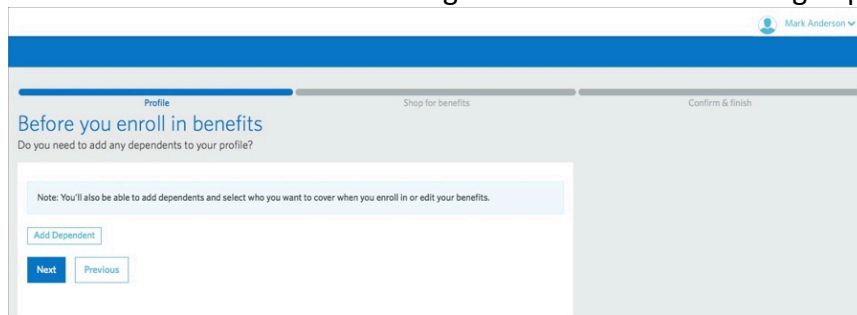 Mark Anderson
Profile
Shop for benefits
Confirm & finish
Before you enroll in benefits
Do you need to add any dependents to your profile?
Note: You'll also be able to add dependents and select who you want to cover when you enroll in or edit your benefits.
Add Dependent
Next
Previous